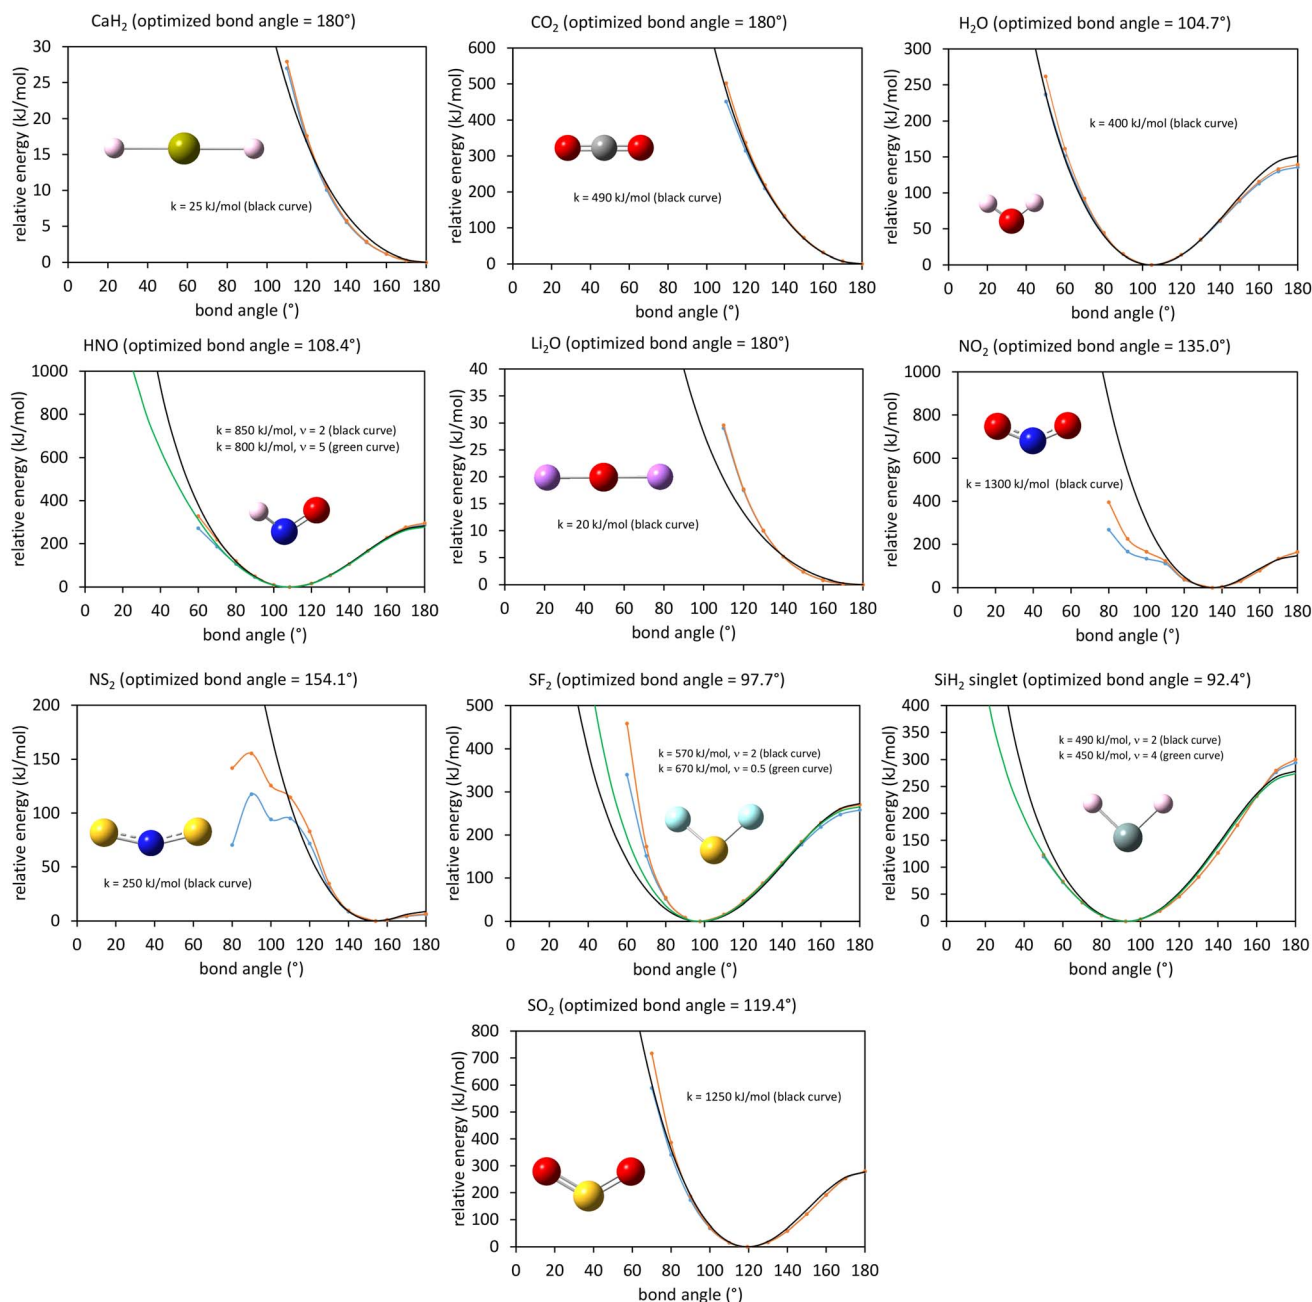 CaH2 (optimized bond angle = 180°)
relative energy (kJ/mol)
30
25
20
15
10
5
0
k = 25 kJ/mol (black curve)
0 20 40 60 80 100 120 140 160 180
bond angle (°)
CO2 (optimized bond angle = 180°)
relative energy (kJ/mol)
600
500
400
300
200
100
0
k = 490 kJ/mol (black curve)
0 20 40 60 80 100 120 140 160 180
bond angle (°)
H2O (optimized bond angle = 104.7°)
relative energy (kJ/mol)
300
250
200
150
100
50
0
k = 400 kJ/mol (black curve)
0 20 40 60 80 100 120 140 160 180
bond angle (°)
HNO (optimized bond angle = 108.4°)
relative energy (kJ/mol)
1000
800
600
400
200
0
k = 850 kJ/mol, ν = 2 (black curve)
k = 800 kJ/mol, ν = 5 (green curve)
0 20 40 60 80 100 120 140 160 180
bond angle (°)
Li2O (optimized bond angle = 180°)
relative energy (kJ/mol)
40
35
30
25
20
15
10
5
0
k = 20 kJ/mol (black curve)
0 20 40 60 80 100 120 140 160 180
bond angle (°)
NO2 (optimized bond angle = 135.0°)
relative energy (kJ/mol)
1000
800
600
400
200
0
k = 1300 kJ/mol (black curve)
0 20 40 60 80 100 120 140 160 180
bond angle (°)
NS2 (optimized bond angle = 154.1°)
relative energy (kJ/mol)
200
150
100
50
0
k = 250 kJ/mol (black curve)
0 20 40 60 80 100 120 140 160 180
bond angle (°)
SF2 (optimized bond angle = 97.7°)
relative energy (kJ/mol)
500
400
300
200
100
0
k = 570 kJ/mol, ν = 2 (black curve)
k = 670 kJ/mol, ν = 0.5 (green curve)
0 20 40 60 80 100 120 140 160 180
bond angle (°)
SiH2 singlet (optimized bond angle = 92.4°)
relative energy (kJ/mol)
400
350
300
250
200
150
100
50
0
k = 490 kJ/mol, ν = 2 (black curve)
k = 450 kJ/mol, ν = 4 (green curve)
0 20 40 60 80 100 120 140 160 180
bond angle (°)
SO2 (optimized bond angle = 119.4°)
relative energy (kJ/mol)
800
700
600
500
400
300
200
100
0
k = 1250 kJ/mol (black curve)
0 20 40 60 80 100 120 140 160 180
bond angle (°)